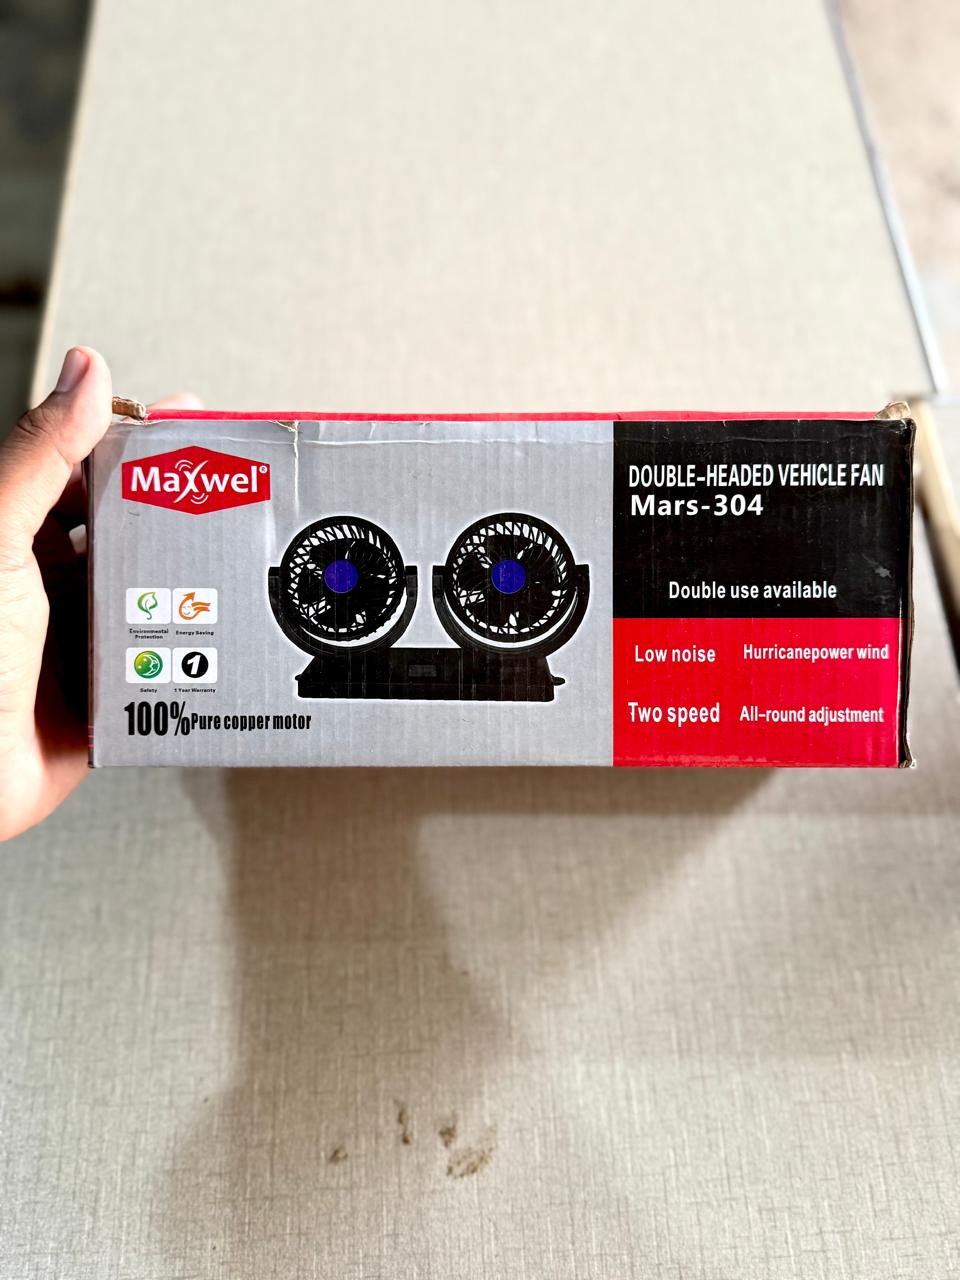 MaXwel®
Environmental
Protection
Energy Saving
Safety
1
1 Year Warranty
100% Pure copper motor
DOUBLE-HEADED VEHICLE FAN
Mars-304
Double use available
Low noise
Hurricanepower wind
Two speed
All-round adjustment